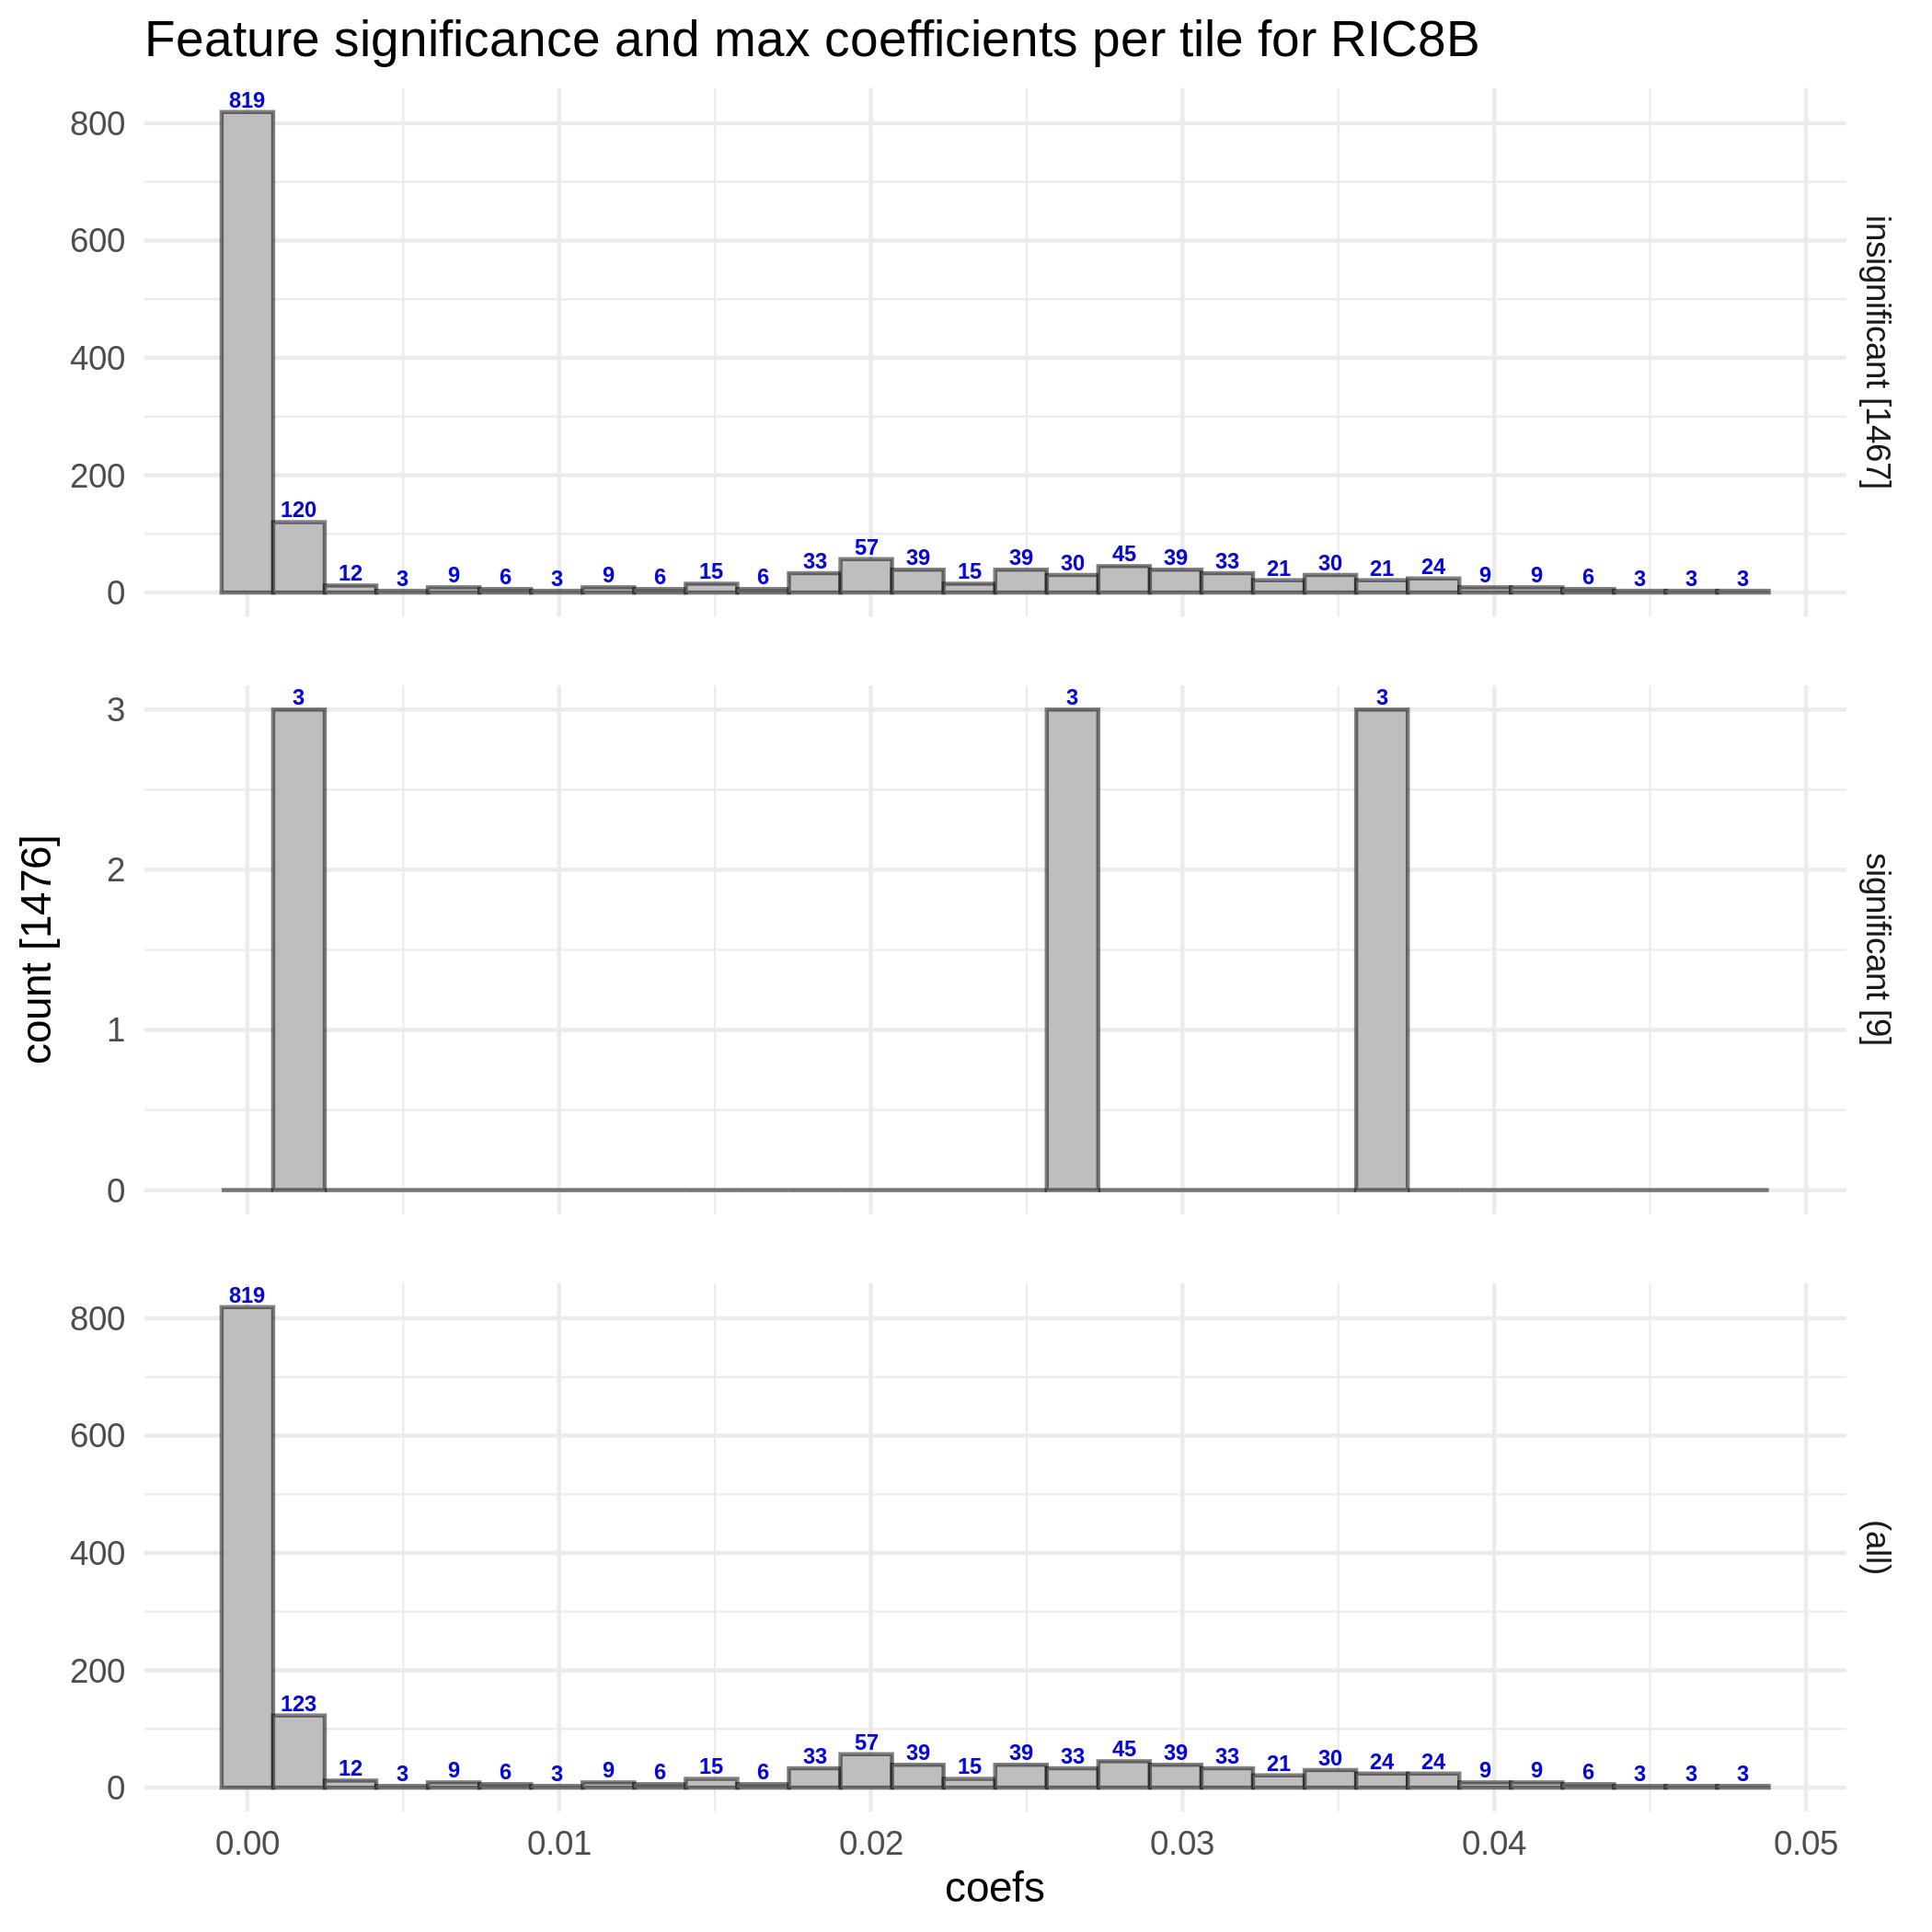 Feature significance and max coefficients per tile for RIC8B
819
800
600
400
200
0
120 12 3 9 6 3 9 6 15 6 33 57 39 15 39 30 45 39 33 21 30 21 24 9 9 6 3 3 3
insignificant [1467]
3 3 3
3
2
1
0
significant [9]
count [1476]
819
800
600
400
200
0
123 12 3 9 6 3 9 6 15 6 33 57 39 15 39 33 45 39 33 21 30 24 24 9 9 6 3 3 3
(all)
0.00 0.01 0.02 0.03 0.04 0.05
coefs